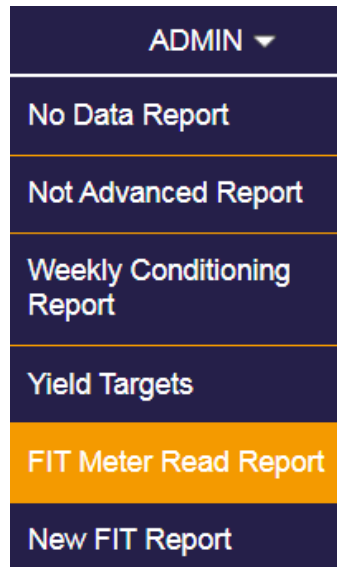 ADMIN
No Data Report
Not Advanced Report
Weekly Conditioning
Report
Yield Targets
FIT Meter Read Report
New FIT Report